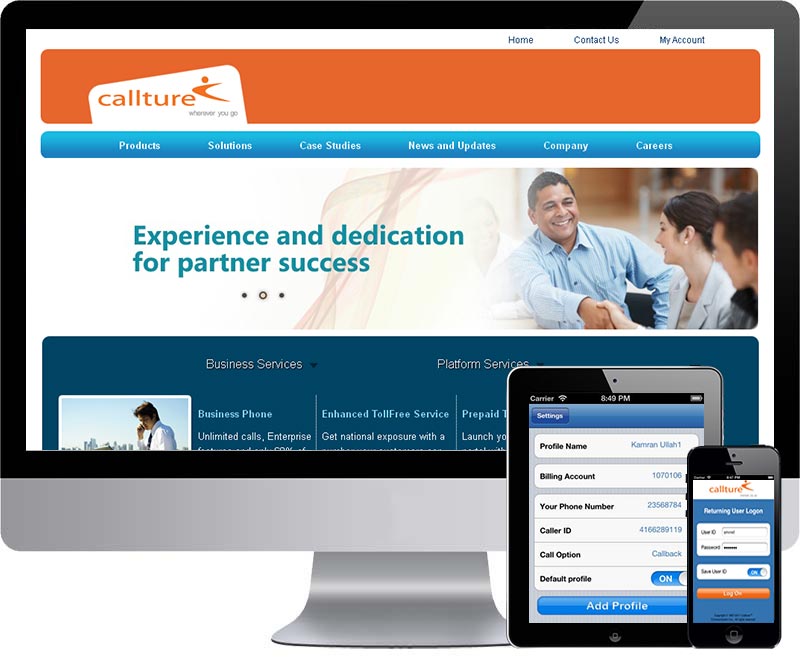 Home Contact Us My Account
callture
wherever you go
Products Solutions Case Studies News and Updates Company Careers
Experience and dedication
for partner success
Business Services Platform Services
Business Phone Enhanced TollFree Service Prepaid T
Unlimited calls, Enterprise Get national exposure with a Launch yo
Carrier 8:49 PM
Settings
Profile Name Kamran Ullah1
Billing Account 1070106
Your Phone Number 23568784
Caller ID 4166289119
Call Option Callback
Default profile ON
Add Profile
callture
Returning User Logon
User ID
Password
Save User ID ON
Log On